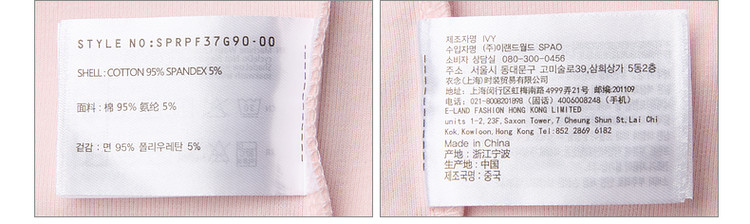 STYLE NO:SPRPF37G90-00
SHELL: COTTON 95% SPANDEX 5%
面料: 棉 95% 氨纶 5%
겉감 : 면 95% 폴리우레탄 5%
제조자명 IVY
수입자명 (주)이랜드월드 SPAO
소비자 상담실 080-300-0456
주소 서울시 동대문구 고미술로39,삼희상가 5동2층
衣念(上海)时装贸易有限公司
地址:上海闵行区虹梅南路4999弄21号 邮编:201109
电话: 021-8008201898 (固话) 4006008248 (手机)
E-LAND FASHION HONG KONG LIMITED
units 1-2,23F, Saxon Tower, 7 Cheung Shun St, Lai Chi
Kok, Kowloon, Hong Kong Tel: 852 2869 6182
Made in China
产地: 浙江宁波
生产地: 中国
제조국명: 중국